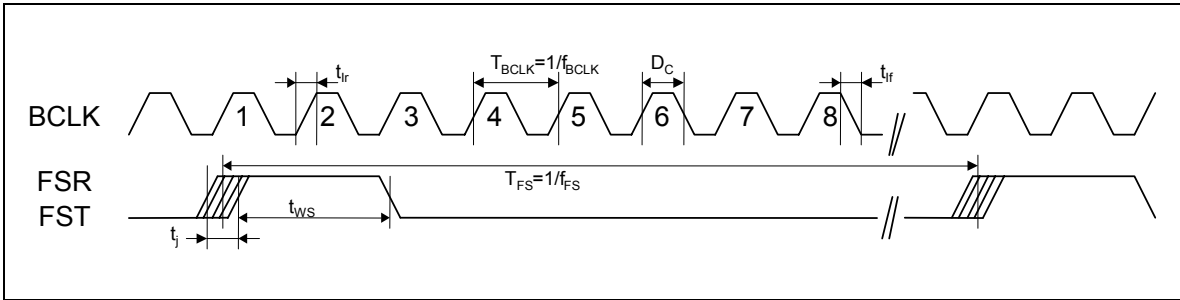 t_lr
T_BCLK=1/f_BCLK
D_C
t_lf
BCLK
1 2 3 4 5 6 7 8
FSR
T_FS=1/f_FS
FST
t_WS
t_j